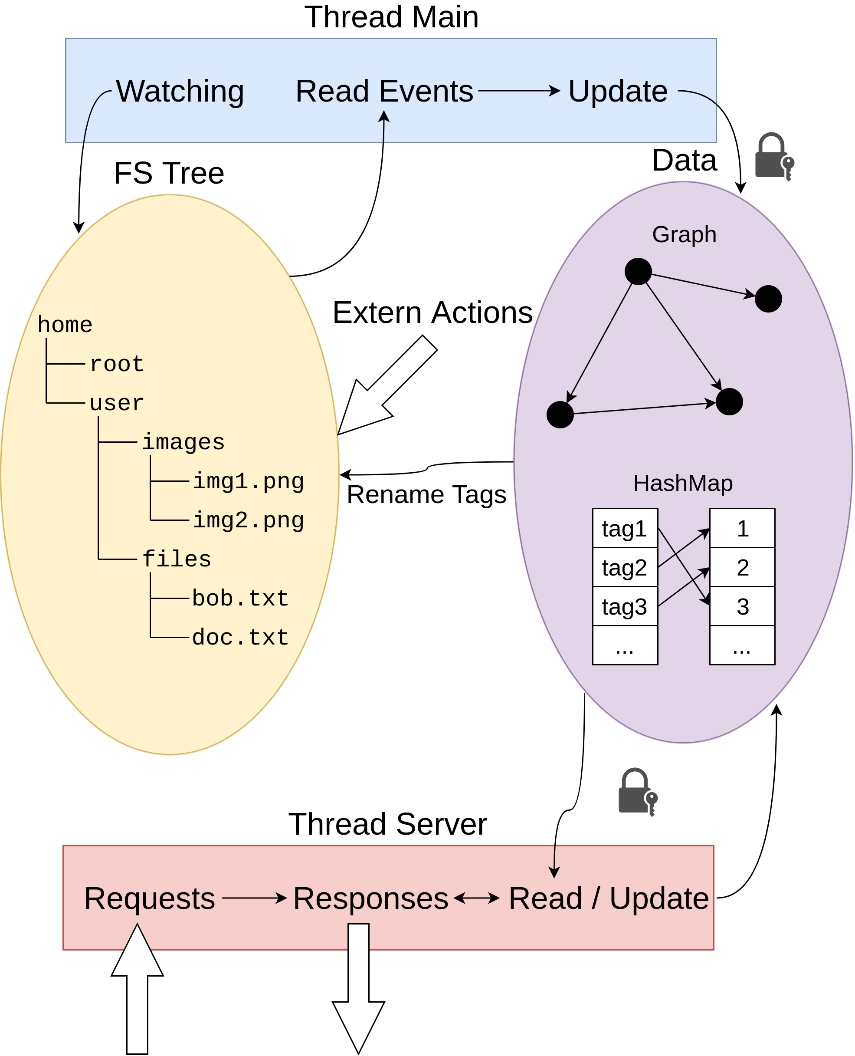 Thread Main
Watching
Read Events
Update
FS Tree
Data
Graph
Extern Actions
home
root
user
images
img1.png
img2.png
files
bob.txt
doc.txt
Rename Tags
HashMap
tag1 1
tag2 2
tag3 3
... ...
Thread Server
Requests
Responses
Read / Update